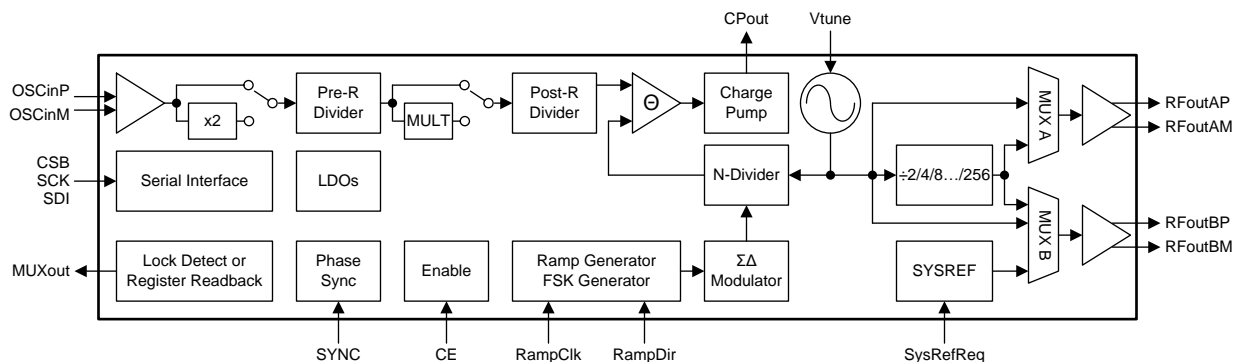 CPout
Vtune
OSCinP
OSCinM
x2
Pre-R
Divider
MULT
Post-R
Divider
Θ
Charge
Pump
MUX A
RFoutAP
RFoutAM
CSB
SCK
SDI
Serial Interface
LDOs
N-Divider
÷2/4/8.../256
MUX B
RFoutBP
RFoutBM
MUXout
Lock Detect or
Register Readback
Phase
Sync
Enable
Ramp Generator
FSK Generator
ΣΔ
Modulator
SYSREF
SYNC
CE
RampClk
RampDir
SysRefReq